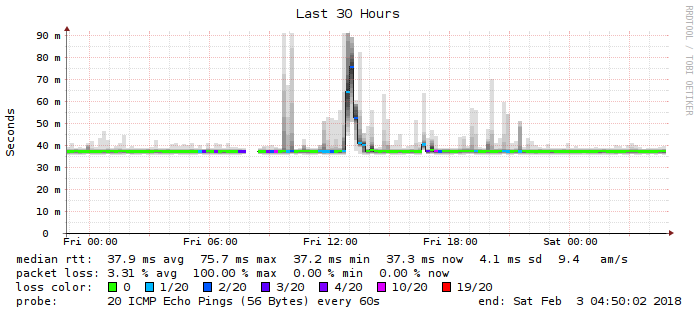 Last 30 Hours
RRDTOOL / TOBI OETIKER
Seconds
90 m
80 m
70 m
60 m
50 m
40 m
30 m
20 m
10 m
0
Fri 00:00 Fri 06:00 Fri 12:00 Fri 18:00 Sat 00:00
median rtt: 37.9 ms avg 75.7 ms max 37.2 ms min 37.3 ms now 4.1 ms sd 9.4 am/s
packet loss: 3.31 % avg 100.00 % max 0.00 % min 0.00 % now
loss color: 0 1/20 2/20 3/20 4/20 10/20 19/20
probe: 20 ICMP Echo Pings (56 Bytes) every 60s end: Sat Feb 3 04:50:02 2018